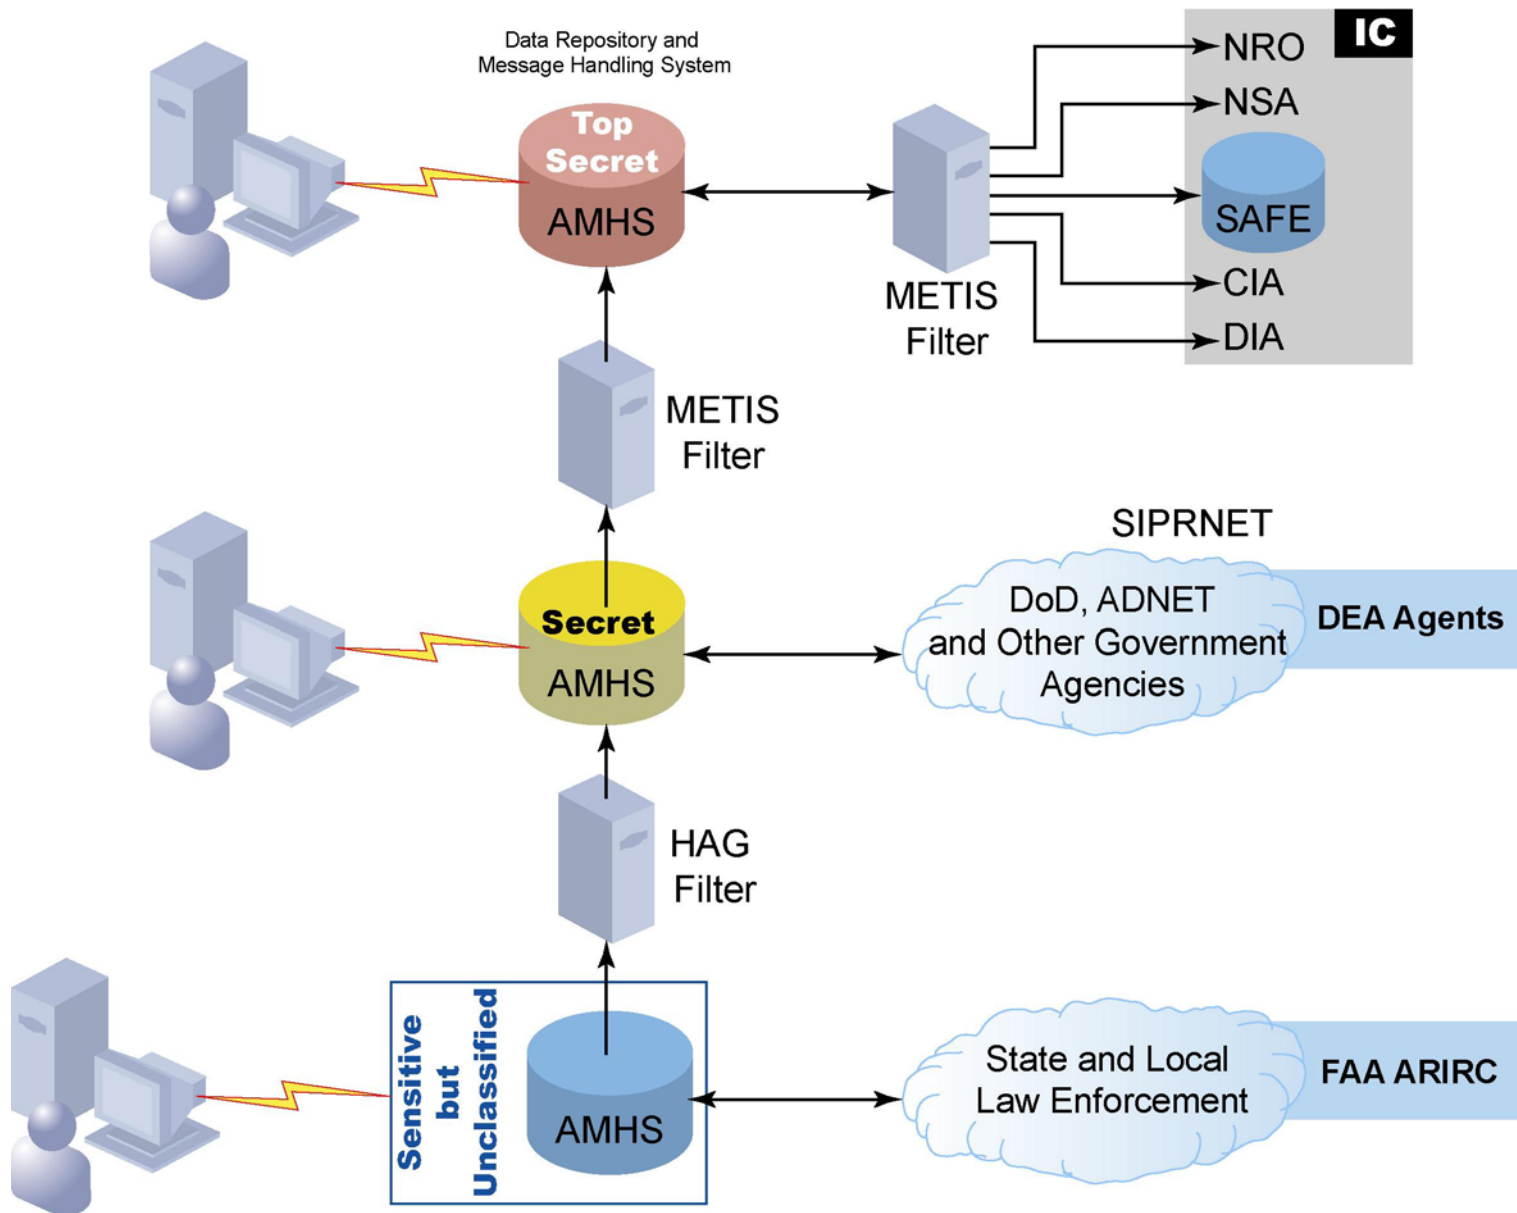 Data Repository and
Message Handling System
IC
NRO
NSA
SAFE
CIA
DIA
Top
Secret
AMHS
METIS
Filter
METIS
Filter
SIPRNET
DoD, ADNET
and Other Government
Agencies
DEA Agents
Secret
AMHS
HAG
Filter
Sensitive
but
Unclassified
AMHS
State and Local
Law Enforcement
FAA ARIRC